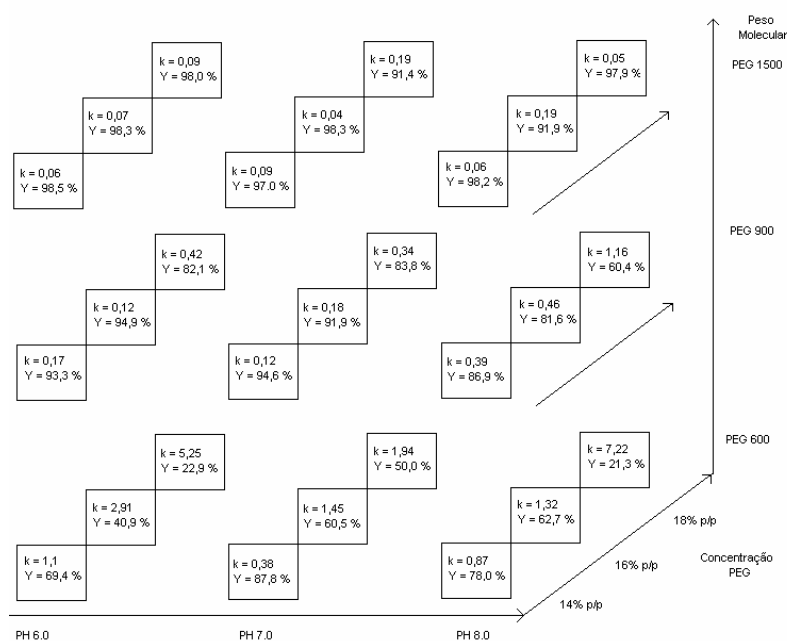 Peso
Molecular
PEG 1500
k = 0,09
Y = 98,0 %
k = 0,19
Y = 91,4 %
k = 0,05
Y = 97,9 %
k = 0,07
Y = 98,3 %
k = 0,04
Y = 98,3 %
k = 0,19
Y = 91,9 %
k = 0,06
Y = 98,5 %
k = 0,09
Y = 97.0 %
k = 0,06
Y = 98,2 %
PEG 900
k = 0,42
Y = 82,1 %
k = 0,34
Y = 83,8 %
k = 1,16
Y = 60,4 %
k = 0,12
Y = 94,9 %
k = 0,18
Y = 91,9 %
k = 0,46
Y = 81,6 %
k = 0,17
Y = 93,3 %
k = 0,12
Y = 94,6 %
k = 0,39
Y = 86,9 %
PEG 600
k = 5,25
Y = 22,9 %
k = 1,94
Y = 50,0 %
k = 7,22
Y = 21,3 %
k = 2,91
Y = 40,9 %
k = 1,45
Y = 60,5 %
k = 1,32
Y = 62,7 %
k = 1,1
Y = 69,4 %
k = 0,38
Y = 87,8 %
k = 0,87
Y = 78,0 %
18% p/p
16% p/p
14% p/p
Concentração
PEG
PH 6.0
PH 7.0
PH 8.0